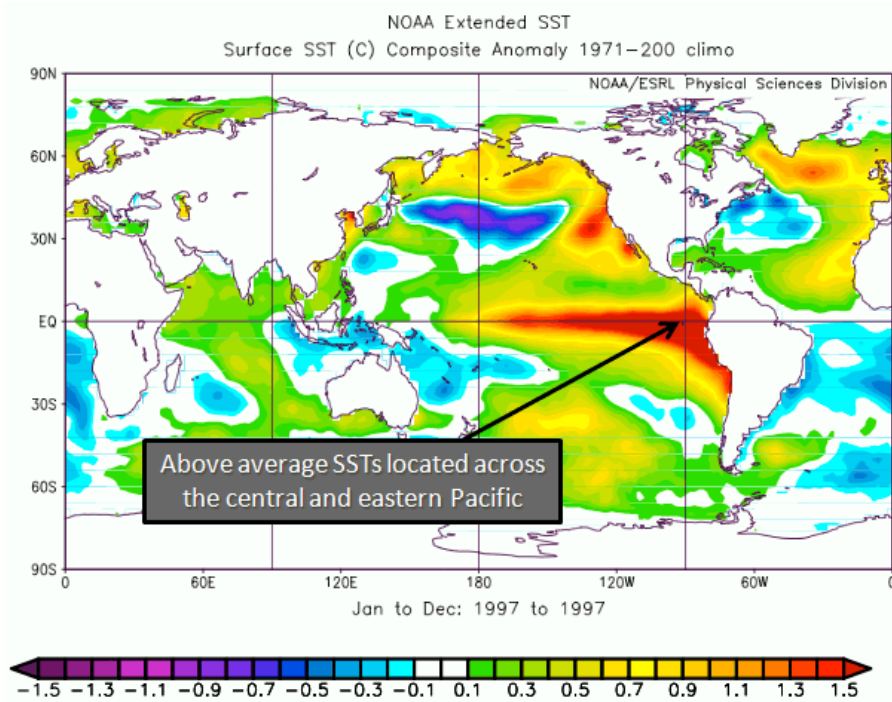 NOAA Extended SST
Surface SST (C) Composite Anomaly 1971-200 climo
NOAA/ESRL Physical Sciences Division
90N
60N
30N
EQ
30S
60S
90S
Above average SSTs located across
the central and eastern Pacific
0 60E 120E 180 120W 60W 0
Jan to Dec: 1997 to 1997
-1.5 -1.3 -1.1 -0.9 -0.7 -0.5 -0.3 -0.1 0.1 0.3 0.5 0.7 0.9 1.1 1.3 1.5